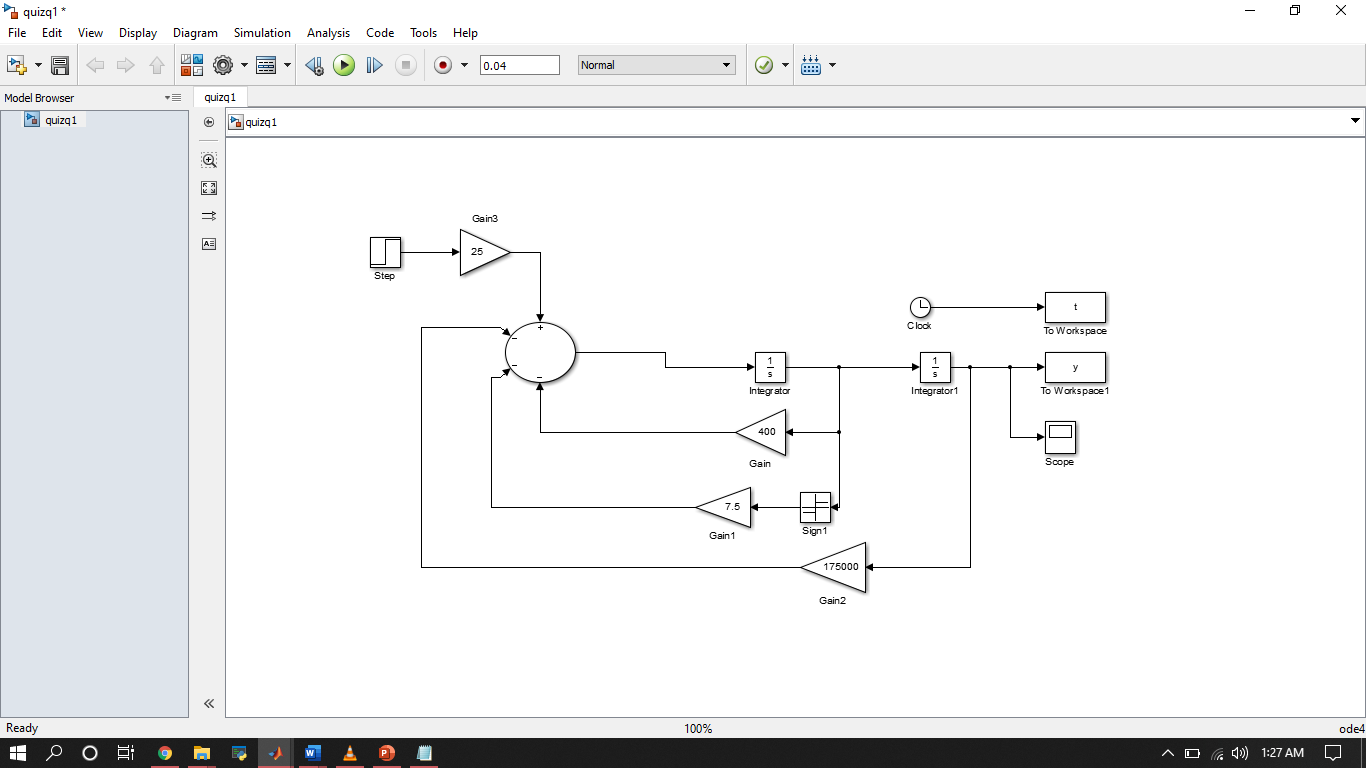 quizq1 *
File Edit View Display Diagram Simulation Analysis Code Tools Help
0.04 Normal
Model Browser
quizq1
quizq1
quizq1
Gain3
25
Step
+
−
−
−
Clock
t
To Workspace
1
s
Integrator
1
s
Integrator1
y
To Workspace1
400
Gain
Scope
7.5
Gain1
Sign1
175000
Gain2
Ready 100% ode4
1:27 AM